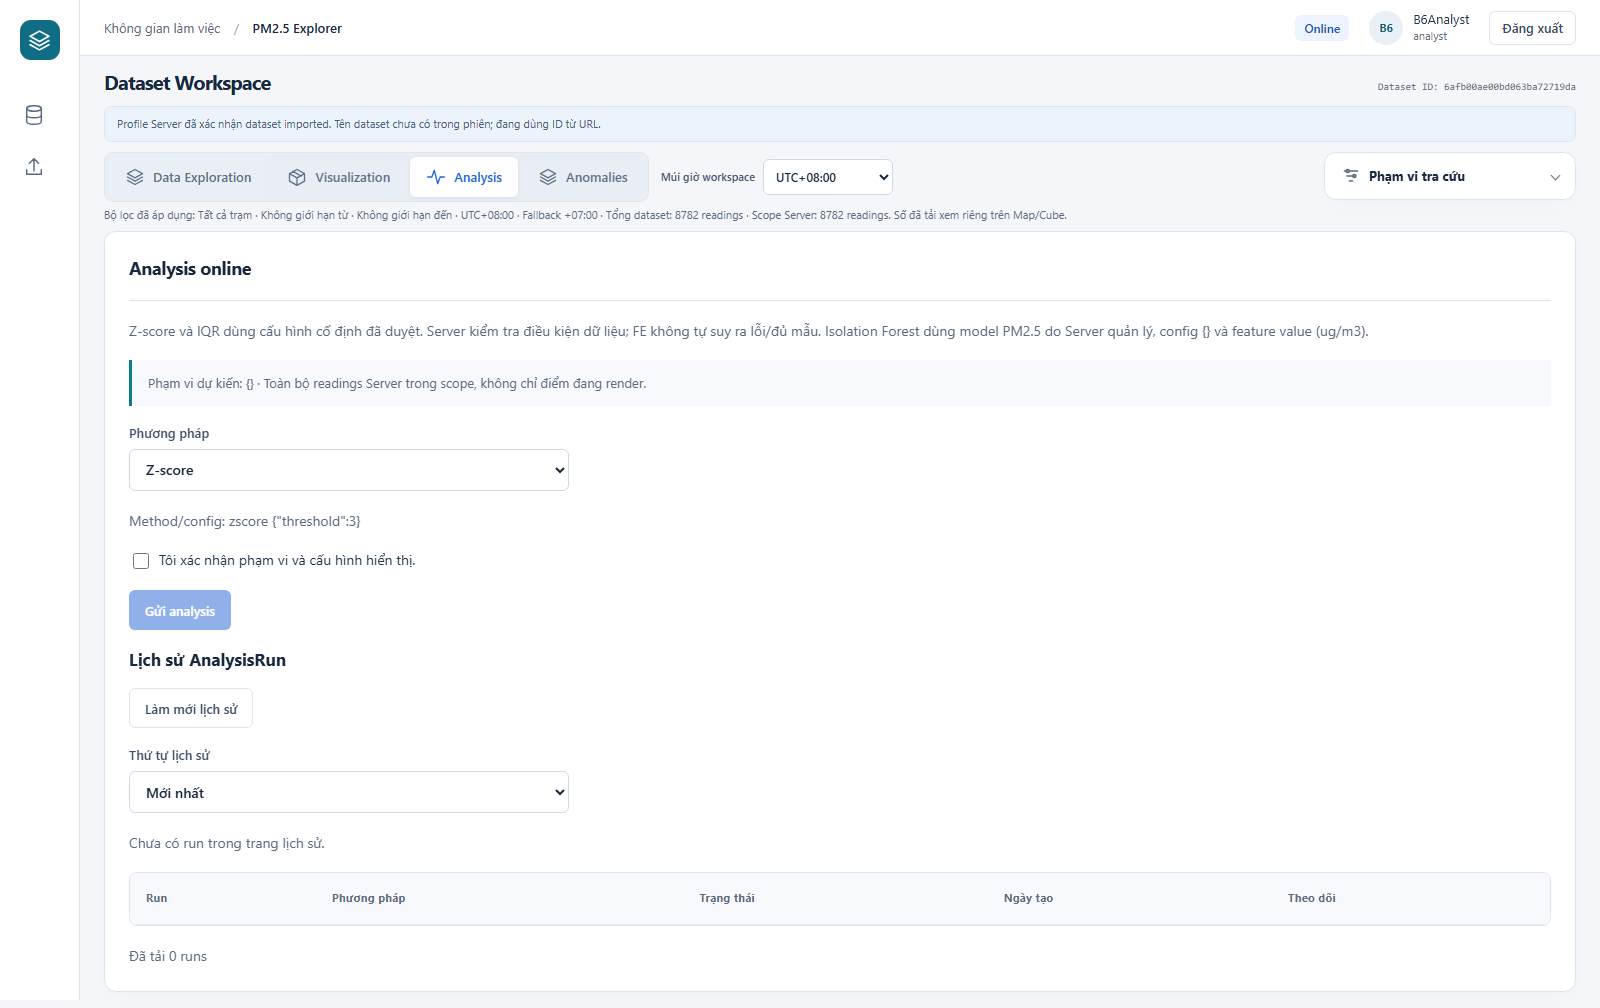 Không gian làm việc / PM2.5 Explorer
Online
B6
B6Analyst
analyst
Đăng xuất
Dataset Workspace
Dataset ID: 6afb00ae00bd063ba72719da
Profile Server đã xác nhận dataset imported. Tên dataset chưa có trong phiên; đang dùng ID từ URL.
Data Exploration
Visualization
Analysis
Anomalies
Múi giờ workspace
UTC+08:00
Phạm vi tra cứu
Bộ lọc đã áp dụng: Tất cả trạm · Không giới hạn từ · Không giới hạn đến · UTC+08:00 · Fallback +07:00 · Tổng dataset: 8782 readings · Scope Server: 8782 readings. Số đã tải xem riêng trên Map/Cube.
Analysis online
Z-score và IQR dùng cấu hình cố định đã duyệt. Server kiểm tra điều kiện dữ liệu; FE không tự suy ra lỗi/đủ mẫu. Isolation Forest dùng model PM2.5 do Server quản lý, config {} và feature value (ug/m3).
Phạm vi dự kiến: {} · Toàn bộ readings Server trong scope, không chỉ điểm đang render.
Phương pháp
Z-score
Method/config: zscore {"threshold":3}
Tôi xác nhận phạm vi và cấu hình hiển thị.
Gửi analysis
Lịch sử AnalysisRun
Làm mới lịch sử
Thứ tự lịch sử
Mới nhất
Chưa có run trong trang lịch sử.
Run Phương pháp Trạng thái Ngày tạo Theo dõi
Đã tải 0 runs